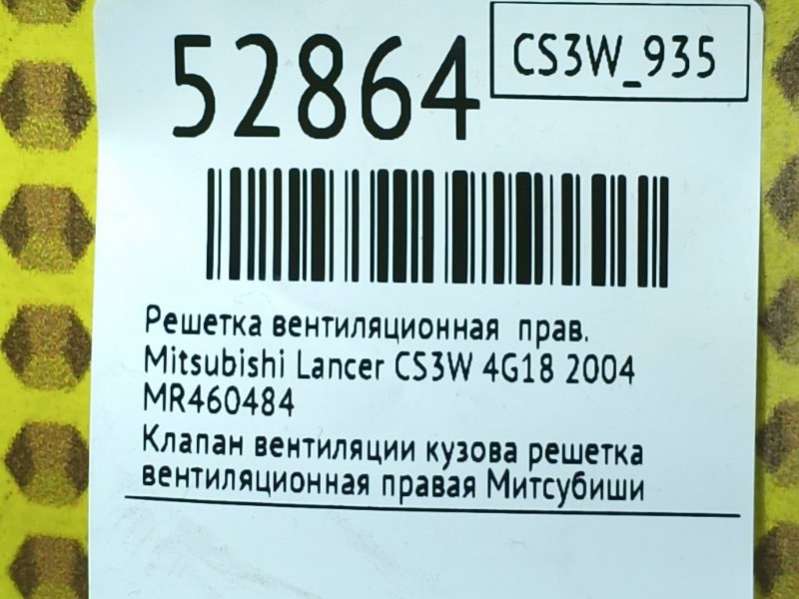 52864
CS3W_935
Решетка вентиляционная прав.
Mitsubishi Lancer CS3W 4G18 2004
MR460484
Клапан вентиляции кузова решетка
вентиляционная правая Митсубиши